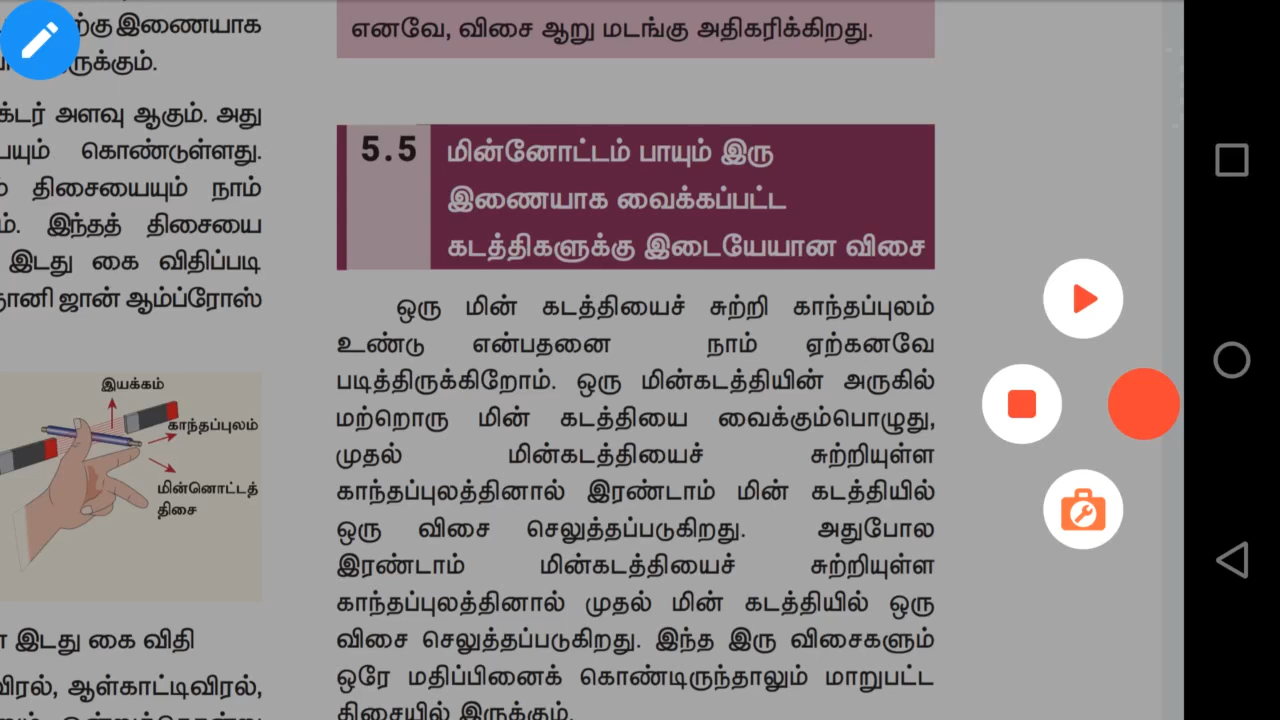 இணையாக
ருக்கும்.
க்டர் அளவு ஆகும். அது
யும் கொண்டுள்ளது.
திசையையும் நாம்
இந்தத் திசையை
இடது கை விதிப்படி
ஜான் ஆம்ப்ரோஸ்
இயக்கம்
காந்தப்புலம்
மின்னொட்டத்
திசை
இடது கை விதி
விரல், ஆள்காட்டிவிரல்,
எனவே, விசை ஆறு மடங்கு அதிகரிக்கிறது.
5.5 மின்னோட்டம் பாயும் இரு
இணையாக வைக்கப்பட்ட
கடத்திகளுக்கு இடையேயான விசை
ஒரு மின் கடத்தியைச் சுற்றி காந்தப்புலம்
உண்டு என்பதனை நாம் ஏற்கனவே
படித்திருக்கிறோம். ஒரு மின்கடத்தியின் அருகில்
மற்றொரு மின் கடத்தியை வைக்கும்பொழுது,
முதல் மின்கடத்தியைச் சுற்றியுள்ள
காந்தப்புலத்தினால் இரண்டாம் மின் கடத்தியில்
ஒரு விசை செலுத்தப்படுகிறது. அதுபோல
இரண்டாம் மின்கடத்தியைச் சுற்றியுள்ள
காந்தப்புலத்தினால் முதல் மின் கடத்தியில் ஒரு
விசை செலுத்தப்படுகிறது. இந்த இரு விசைகளும்
ஒரே மதிப்பினைக் கொண்டிருந்தாலும் மாறுபட்ட
திசையில் இருக்கும்.